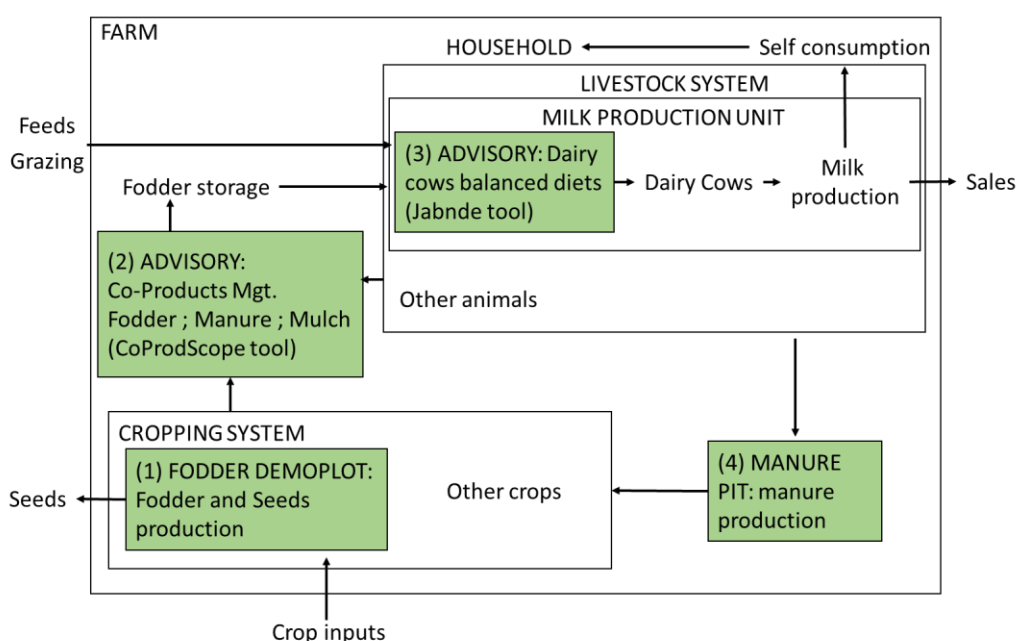 FARM
HOUSEHOLD
Self consumption
LIVESTOCK SYSTEM
MILK PRODUCTION UNIT
Feeds
Grazing
(3) ADVISORY: Dairy
cows balanced diets
(Jabnde tool)
Dairy Cows
Milk
production
Sales
Fodder storage
(2) ADVISORY:
Co-Products Mgt.
Fodder ; Manure ; Mulch
(CoProdScope tool)
Other animals
CROPPING SYSTEM
(1) FODDER DEMOPLOT:
Fodder and Seeds
production
Seeds
Other crops
(4) MANURE
PIT: manure
production
Crop inputs